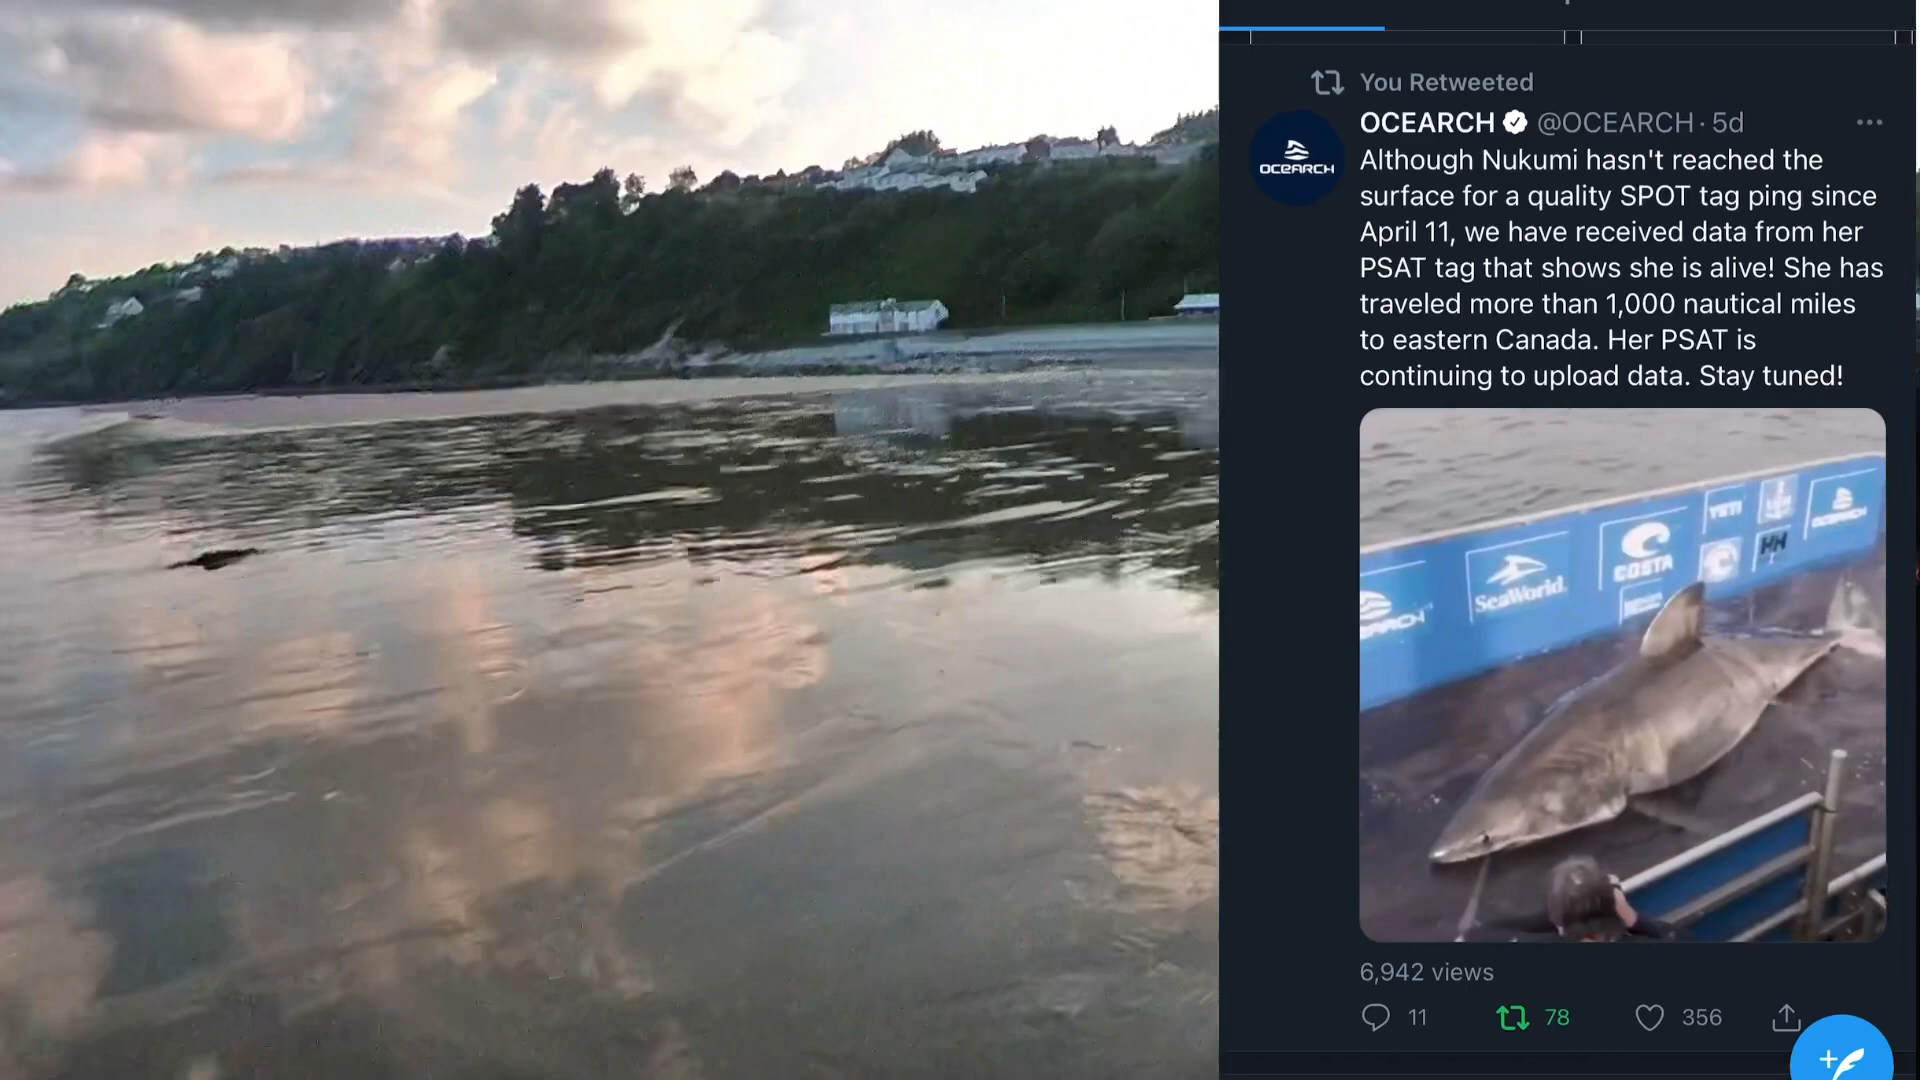 You Retweeted
OCEARCH @OCEARCH · 5d
OCEARCH
Although Nukumi hasn't reached the
surface for a quality SPOT tag ping since
April 11, we have received data from her
PSAT tag that shows she is alive! She has
traveled more than 1,000 nautical miles
to eastern Canada. Her PSAT is
continuing to upload data. Stay tuned!
YETI
OCEARCH
COSTA
HH
SeaWorld
6,942 views
11 78 356